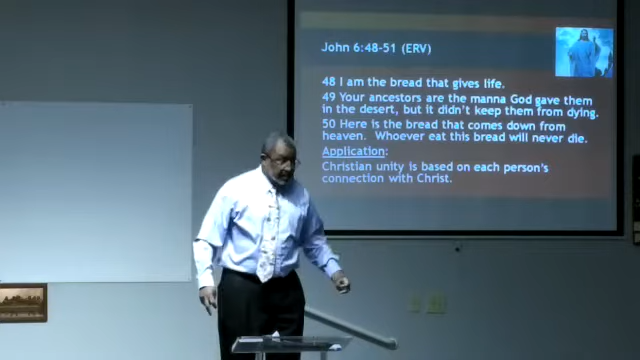 John 6:48-51 (ERV)
48 I am the bread that gives life.
49 Your ancestors are the manna God gave them
in the desert, but it didn't keep them from dying.
50 Here is the bread that comes down from
heaven. Whoever eat this bread will never die.
Application:
Christian unity is based on each person's
connection with Christ.